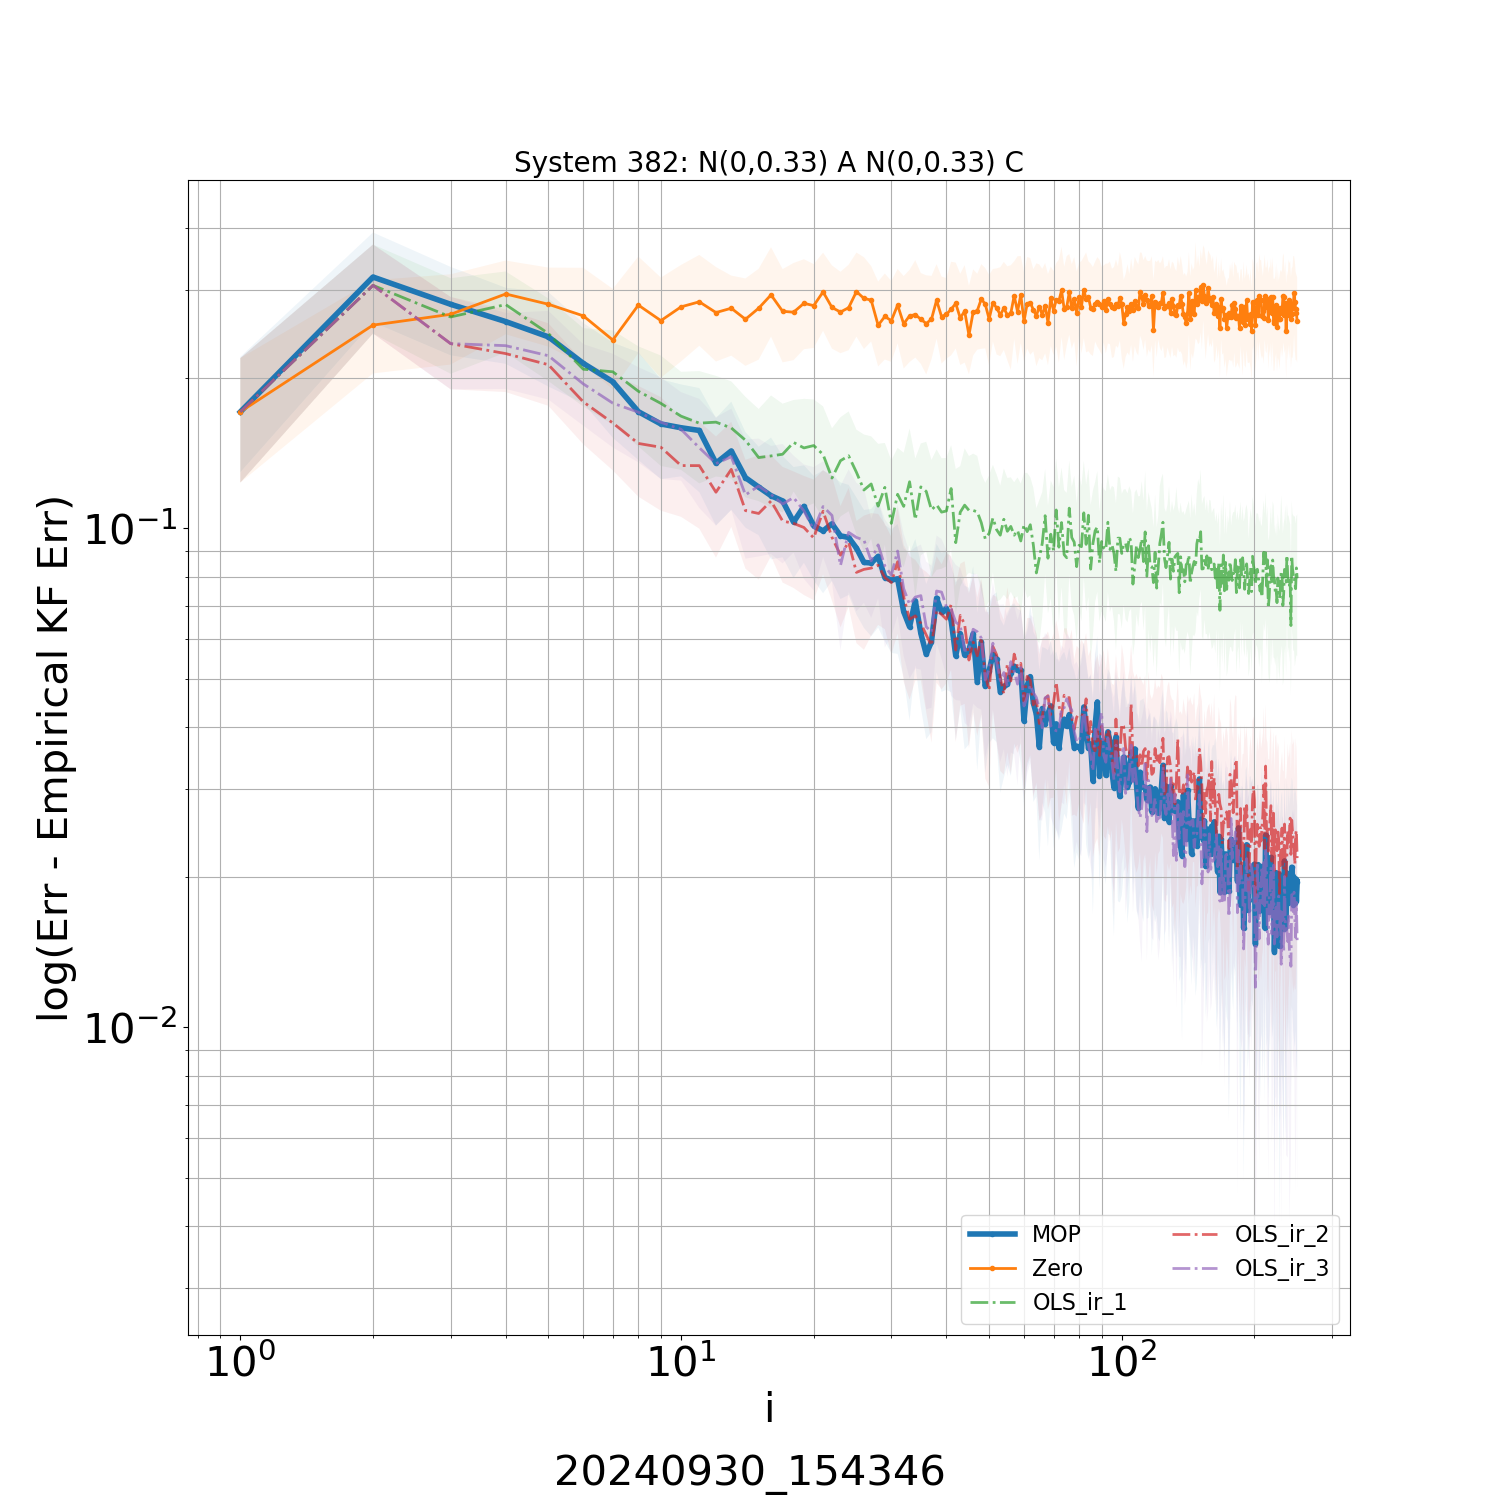 System 382: N(0,0.33) A N(0,0.33) C
log(Err - Empirical KF Err)
10⁻¹
10⁻²
MOP
Zero
OLS_ir_1
OLS_ir_2
OLS_ir_3
10⁰
10¹
10²
i
20240930_154346